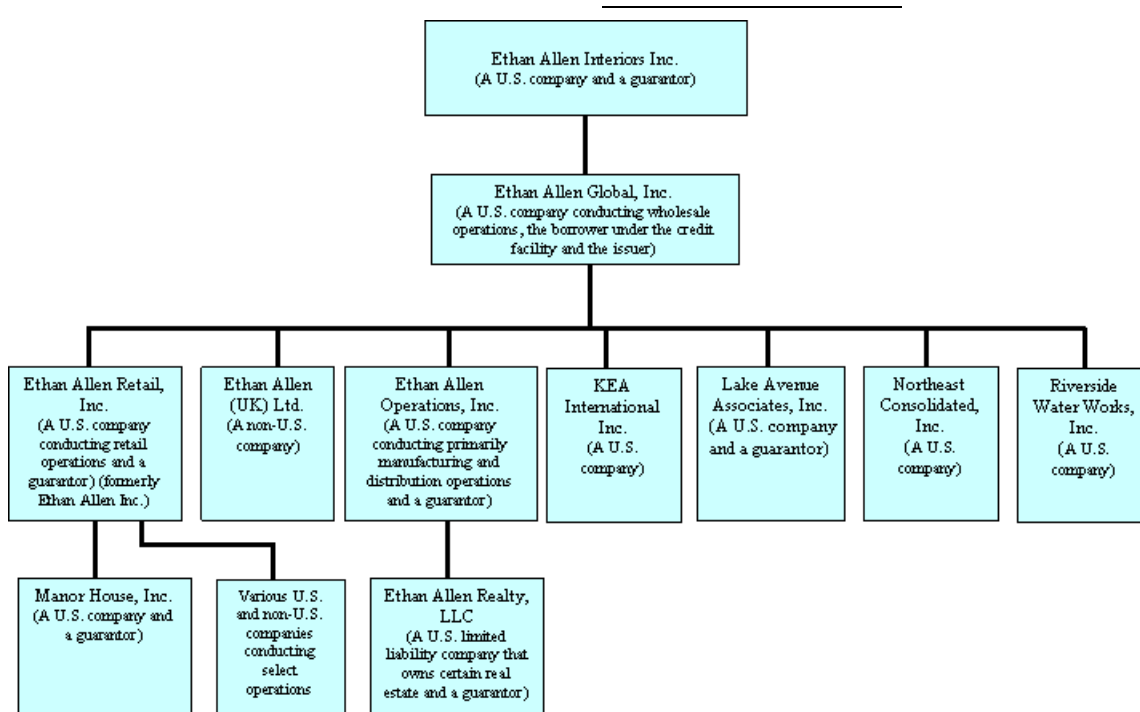 Ethan Allen Interiors Inc.
(A U.S. company and a guarantor)
Ethan Allen Global, Inc.
(A U.S. company conducting wholesale
operations, the borrower under the credit
facility and the issuer)
Ethan Allen Retail,
Inc.
(A U.S. company
conducting retail
operations and a
guarantor) (formerly
Ethan Allen Inc.)
Ethan Allen
(UK) Ltd.
(A non-U.S.
company)
Ethan Allen
Operations, Inc.
(A U.S. company
conducting primarily
manufacturing and
distribution operations
and a guarantor)
KEA
International
Inc.
(A U.S.
company)
Lake Avenue
Associates, Inc.
(A U.S. company
and a guarantor)
Northeast
Consolidated,
Inc.
(A U.S.
company)
Riverside
Water Works,
Inc.
(A U.S.
company)
Manor House, Inc.
(A U.S. company and
a guarantor)
Various U.S.
and non-U.S.
companies
conducting
select
operations
Ethan Allen Realty,
LLC
(A U.S. limited
liability company that
owns certain real
estate and a guarantor)